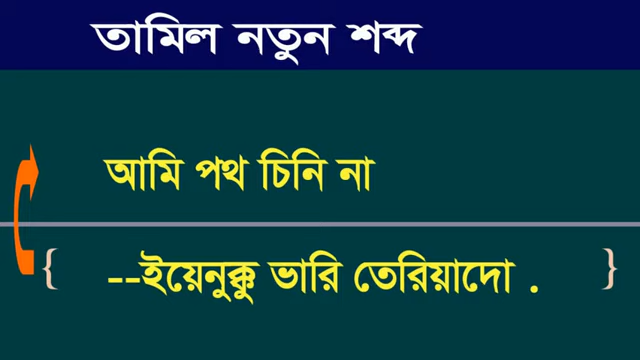 তামিল নতুন শব্দ
আমি পথ চিনি না
{ --ইয়েনুক্কু ভারি তেরিয়াদো . }